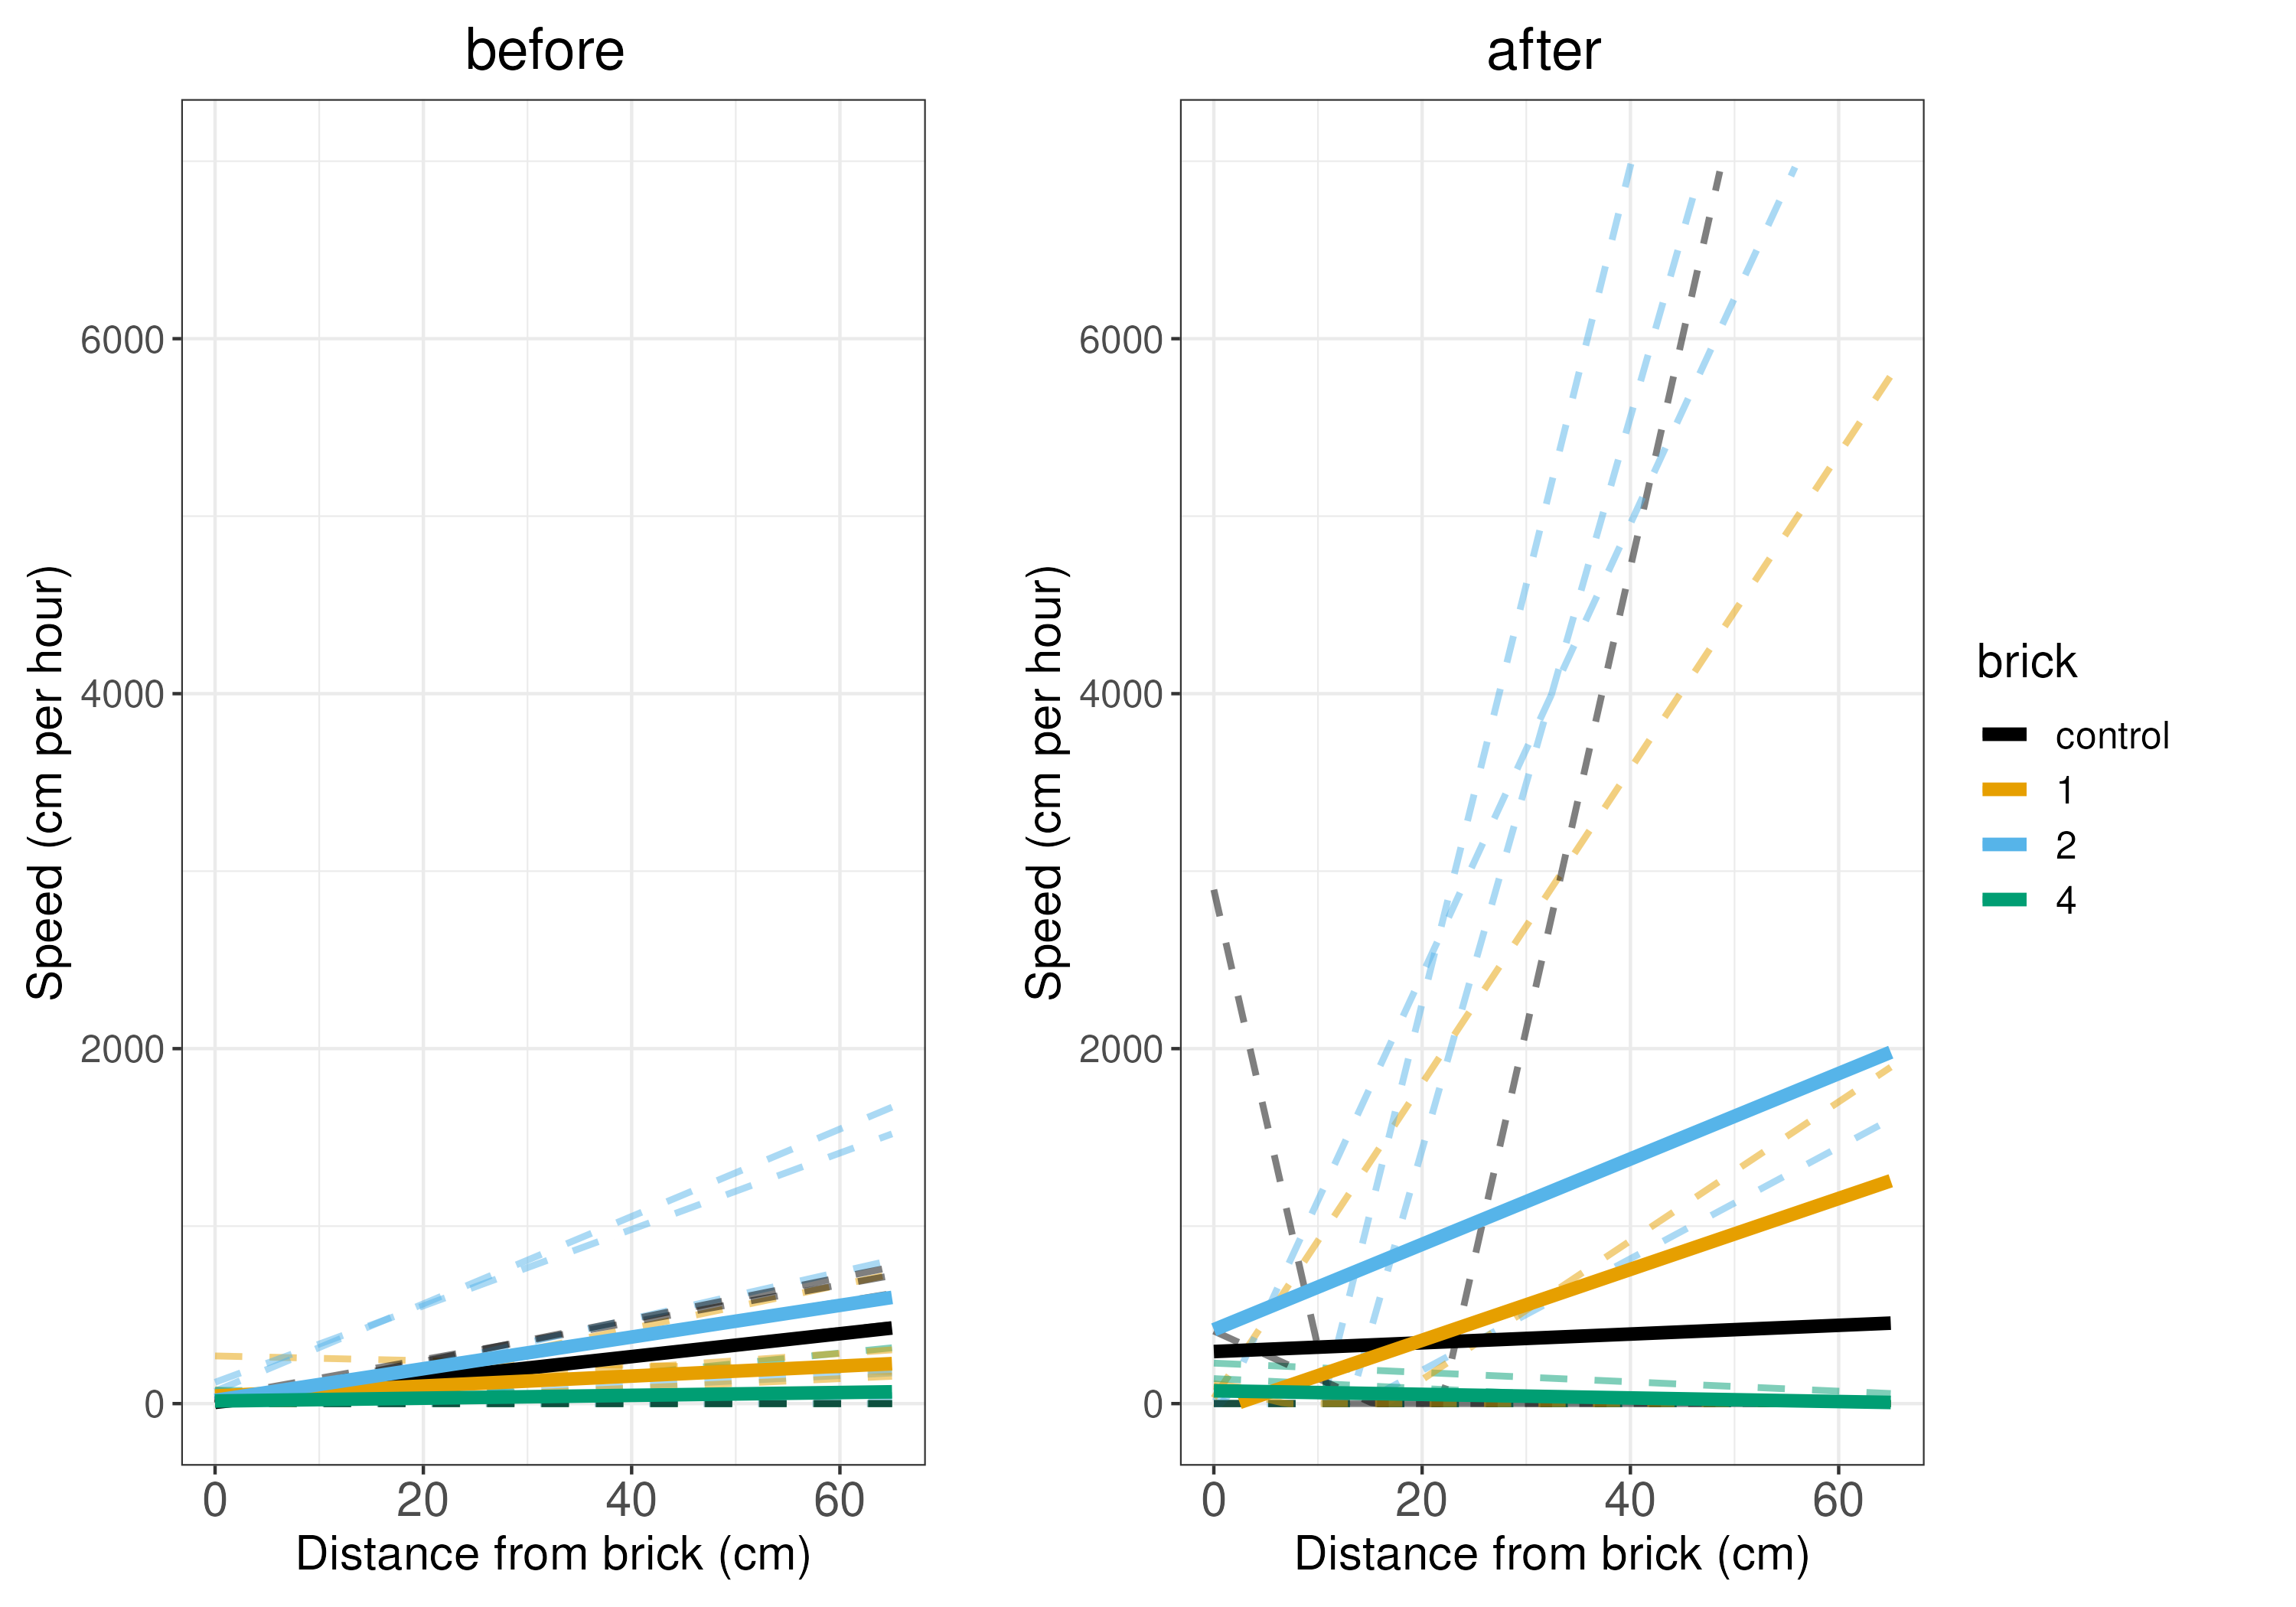 before
after
Speed (cm per hour)
6000
4000
2000
0
0 20 40 60
Distance from brick (cm)
Speed (cm per hour)
6000
4000
2000
0
0 20 40 60
Distance from brick (cm)
brick
control
1
2
4